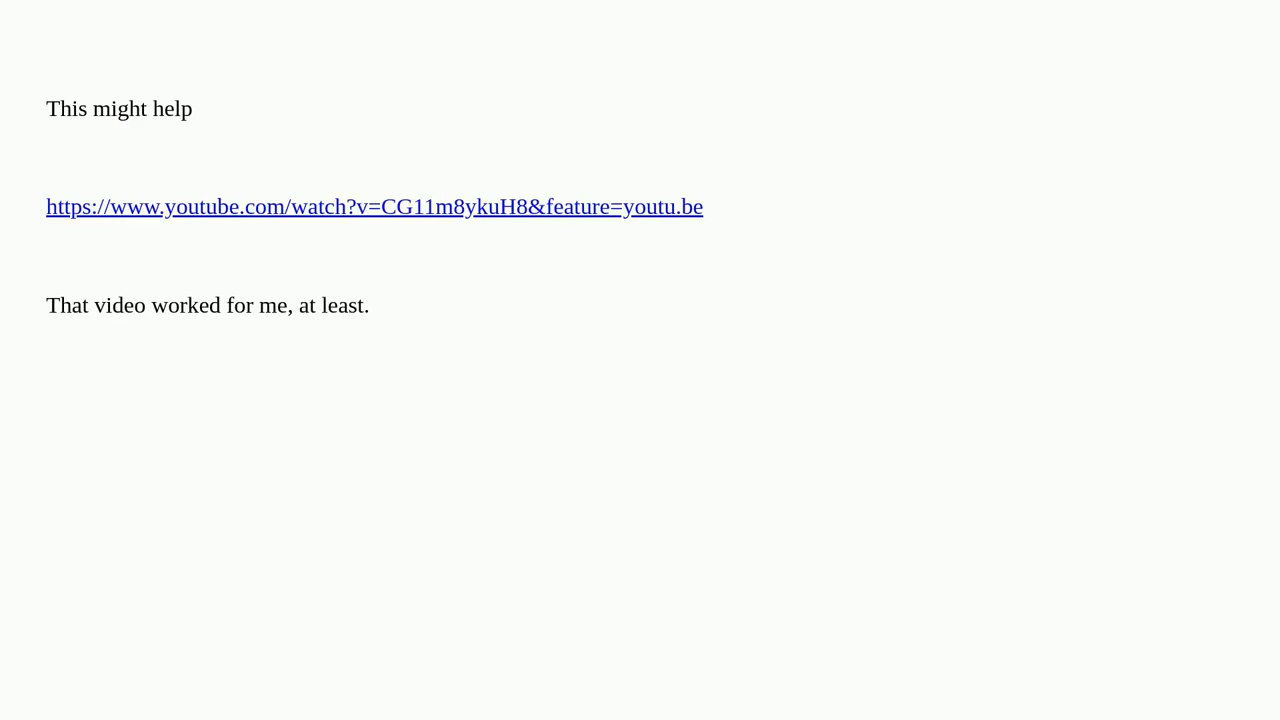 This might help
https://www.youtube.com/watch?v=CG11m8ykuH8&feature=youtu.be
That video worked for me, at least.